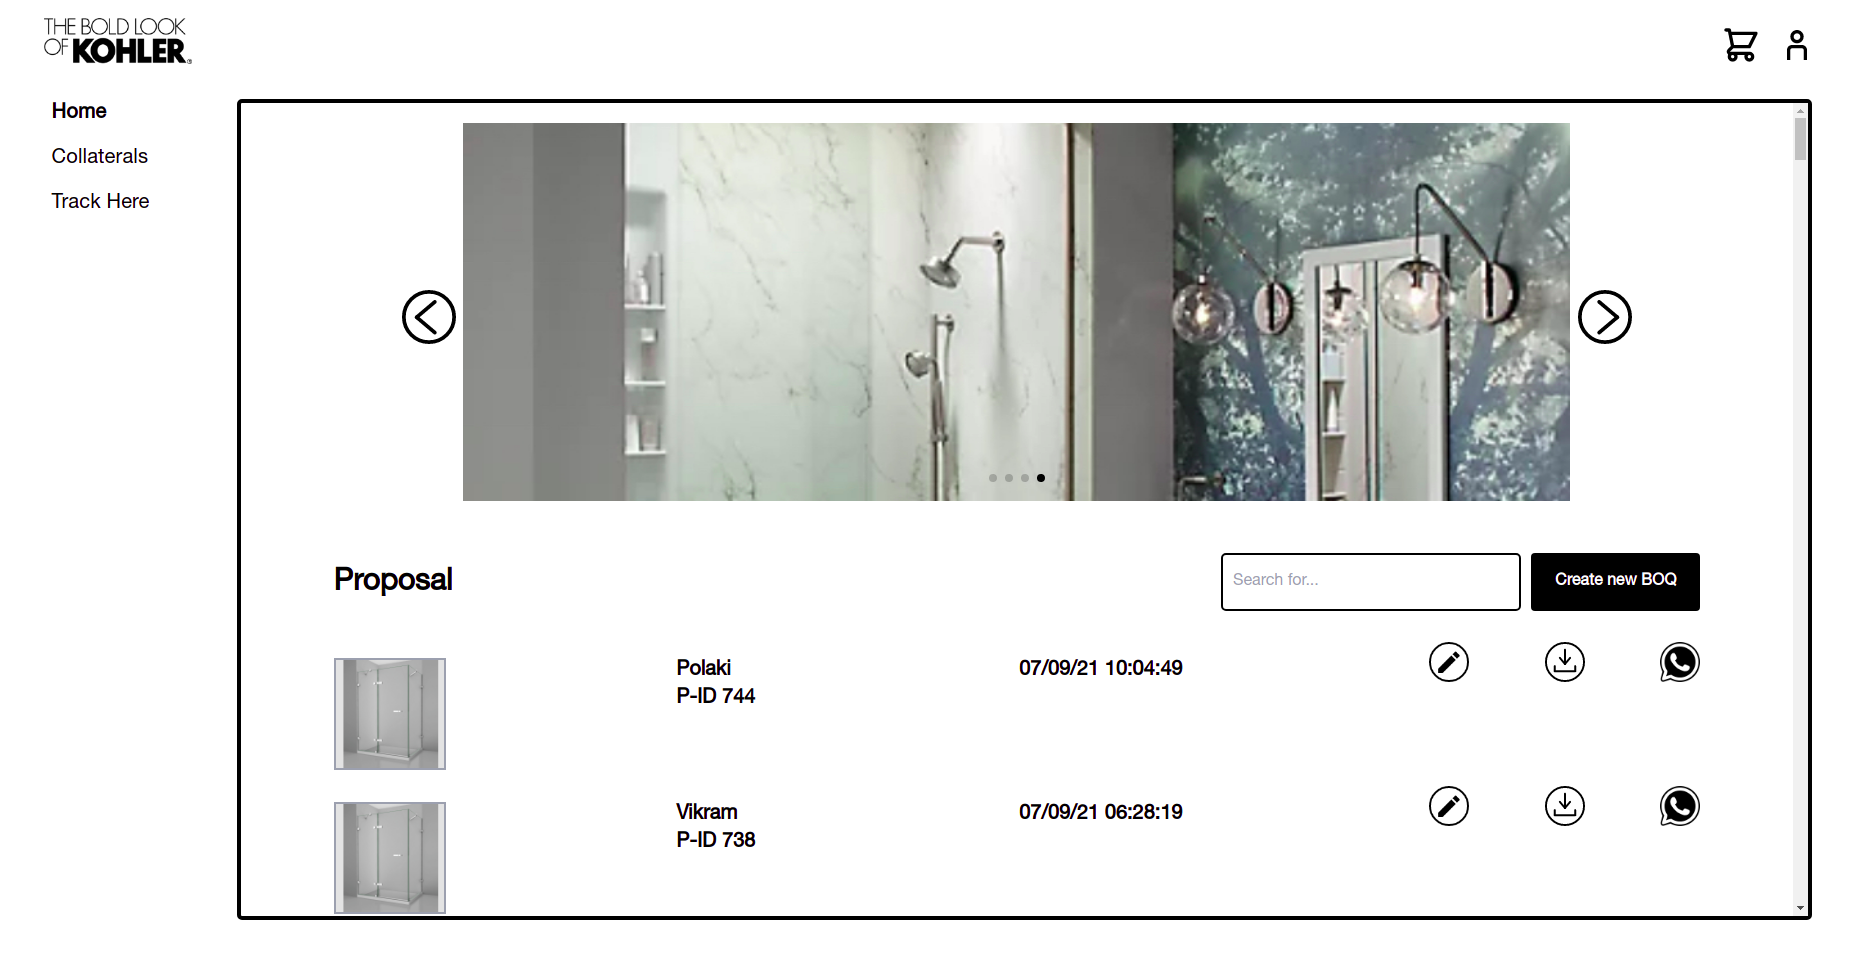 THE BOLD LOOK
OF KOHLER®
Home
Collaterals
Track Here
Proposal
Search for...
Create new BOQ
Polaki
P-ID 744
07/09/21 10:04:49
Vikram
P-ID 738
07/09/21 06:28:19